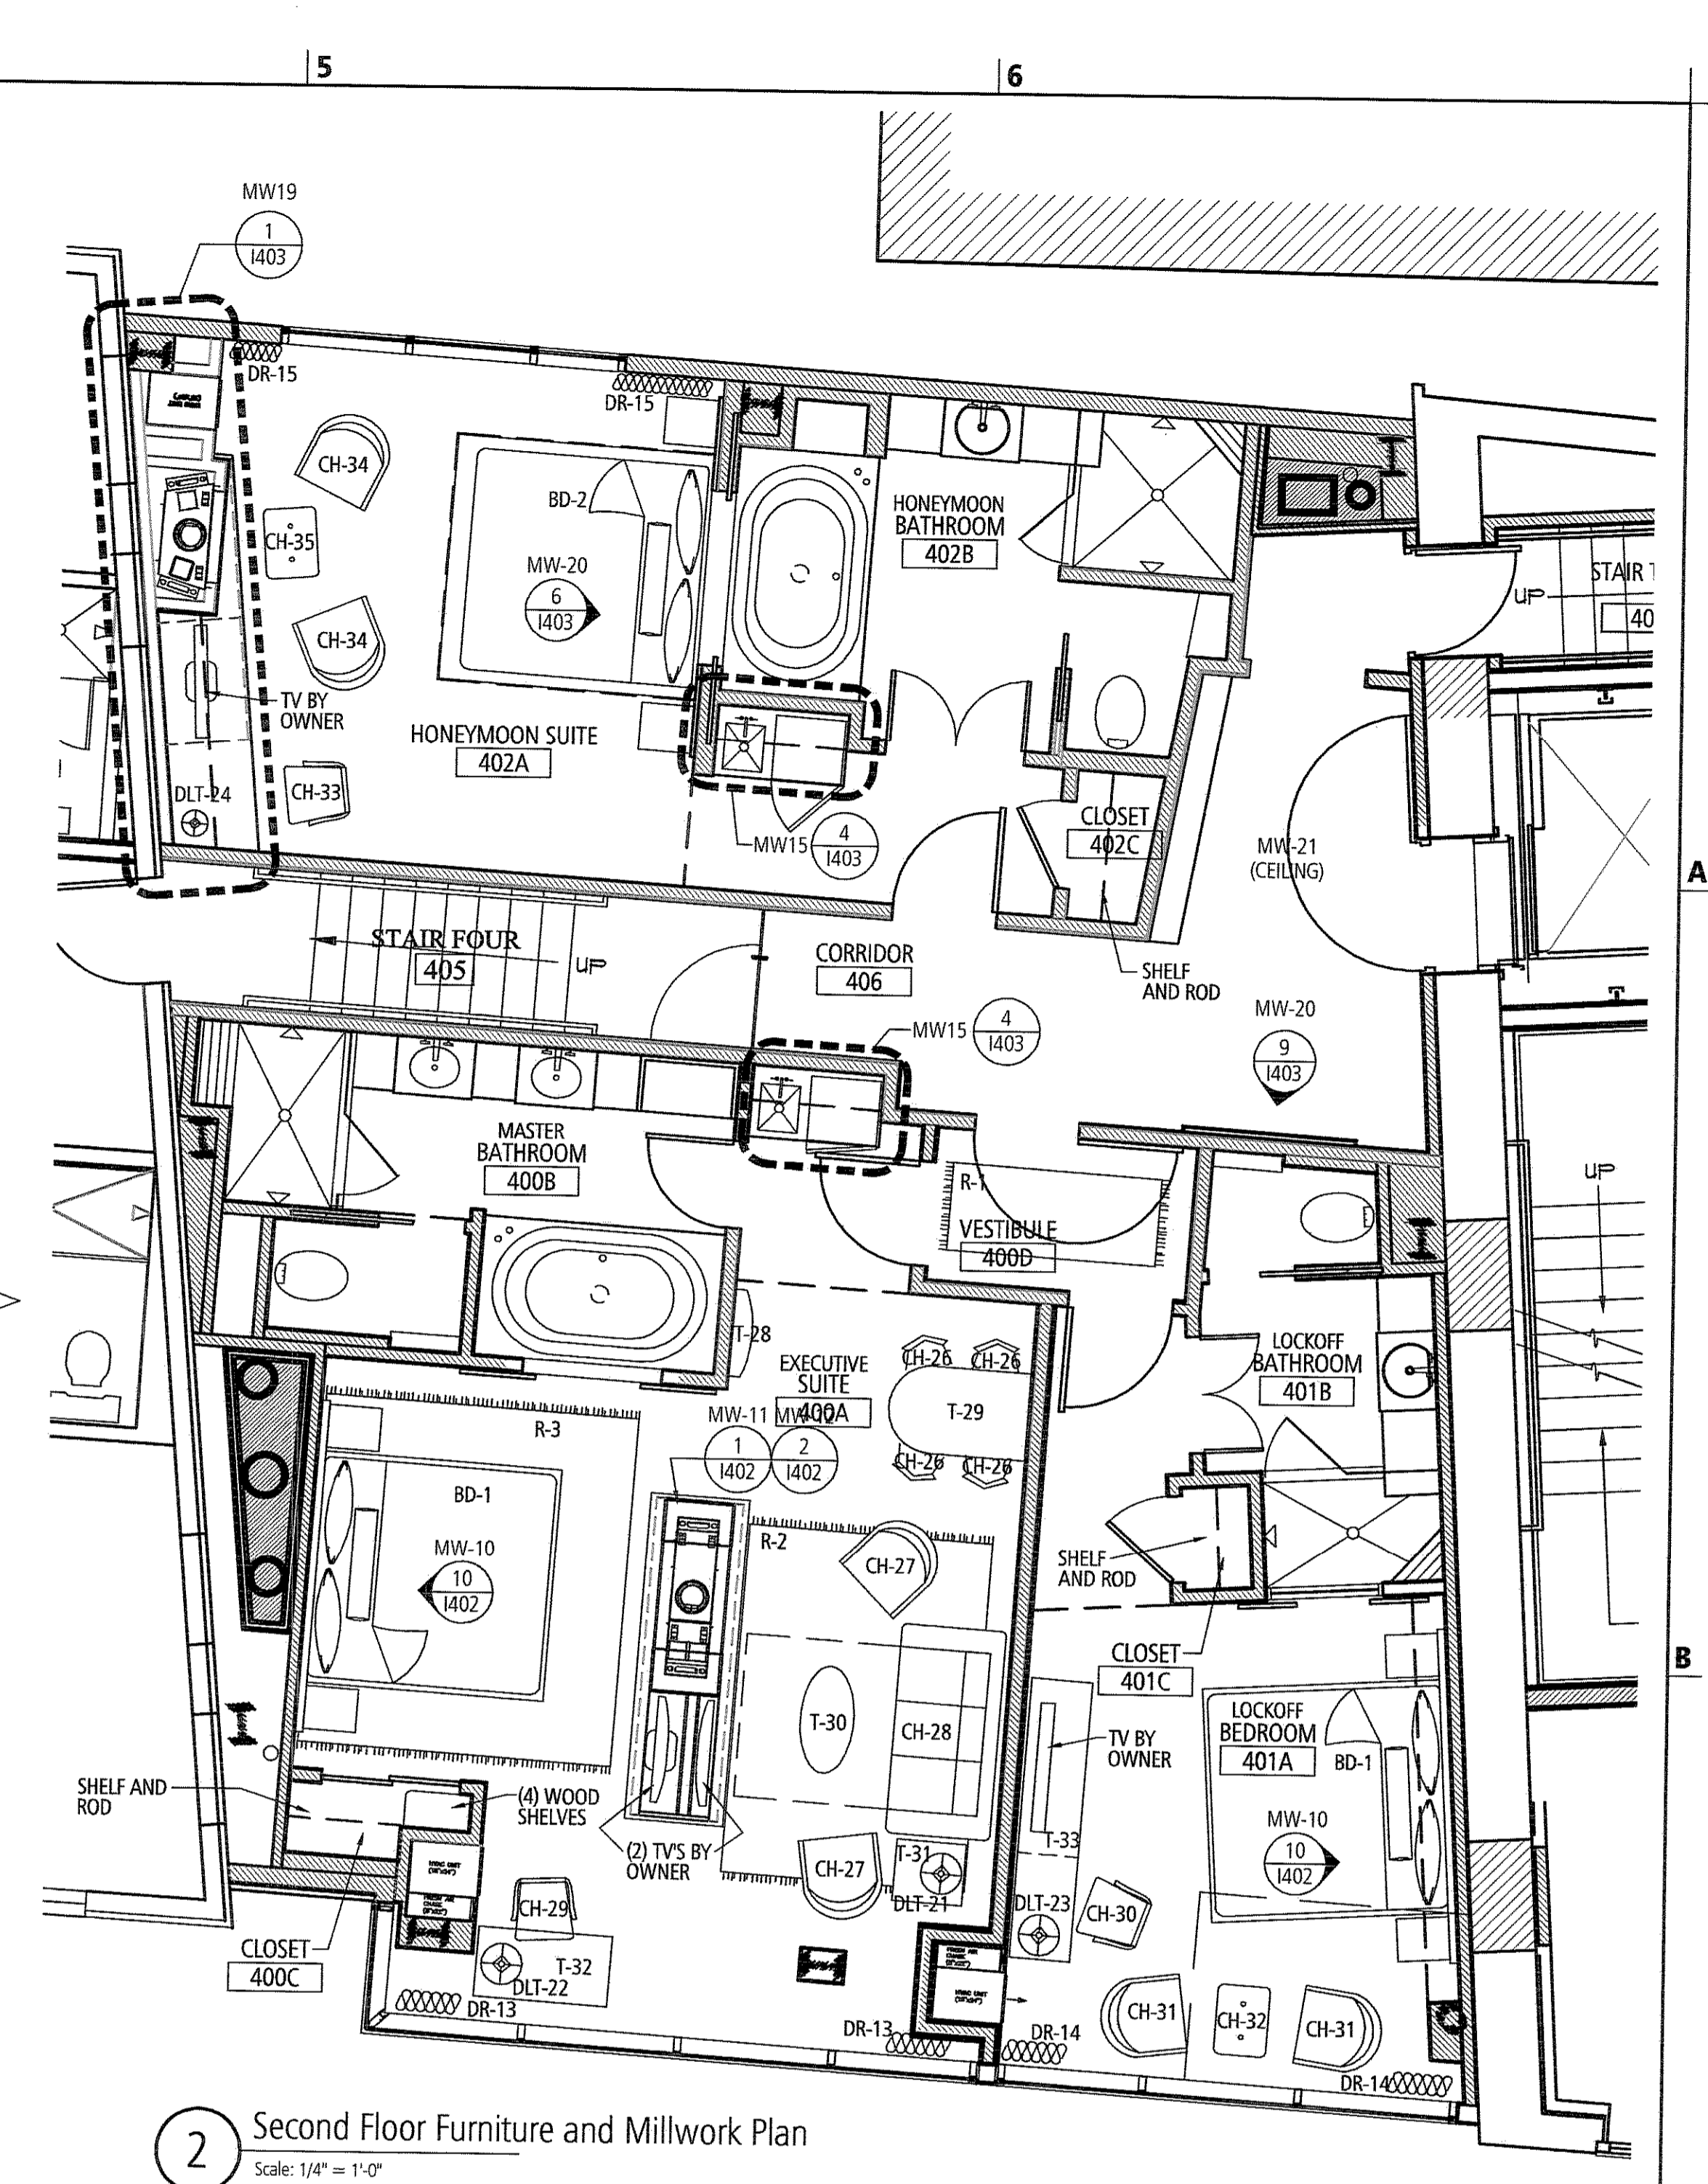 5
6
MW19
1
I403
DR-15
DR-15
CH-34
BD-2
HONEYMOON
BATHROOM
402B
CH-35
MW-20
6
I403
STAIR
UP
40
CH-34
TV BY
OWNER
HONEYMOON SUITE
402A
CH-33
DLT-24
MW15
4
I403
CLOSET
402C
MW-21
(CEILING)
A
STAIR FOUR
405
UP
CORRIDOR
406
SHELF
AND ROD
MW15
4
I403
MW-20
9
I403
MASTER
BATHROOM
400B
R-1
VESTIBULE
400D
UP
T-28
CH-26
CH-26
EXECUTIVE
SUITE
400A
LOCKOFF
BATHROOM
401B
T-29
R-3
MW-11
MW-12
1
I402
2
I402
CH-26
CH-26
BD-1
R-2
CH-27
MW-10
10
I402
SHELF
AND ROD
CLOSET
401C
B
T-30
CH-28
TV BY
OWNER
LOCKOFF
BEDROOM
401A
BD-1
SHELF AND
ROD
(4) WOOD
SHELVES
(2) TV'S BY
OWNER
MW-10
10
I402
T-33
CH-27
T-31
DLT-21
HVAC UNIT
CH-29
DLT-23
CH-30
CLOSET
400C
T-32
DLT-22
DR-13
DR-13
DR-14
CH-31
CH-32
CH-31
DR-14
2
Second Floor Furniture and Millwork Plan
Scale: 1/4" = 1'-0"